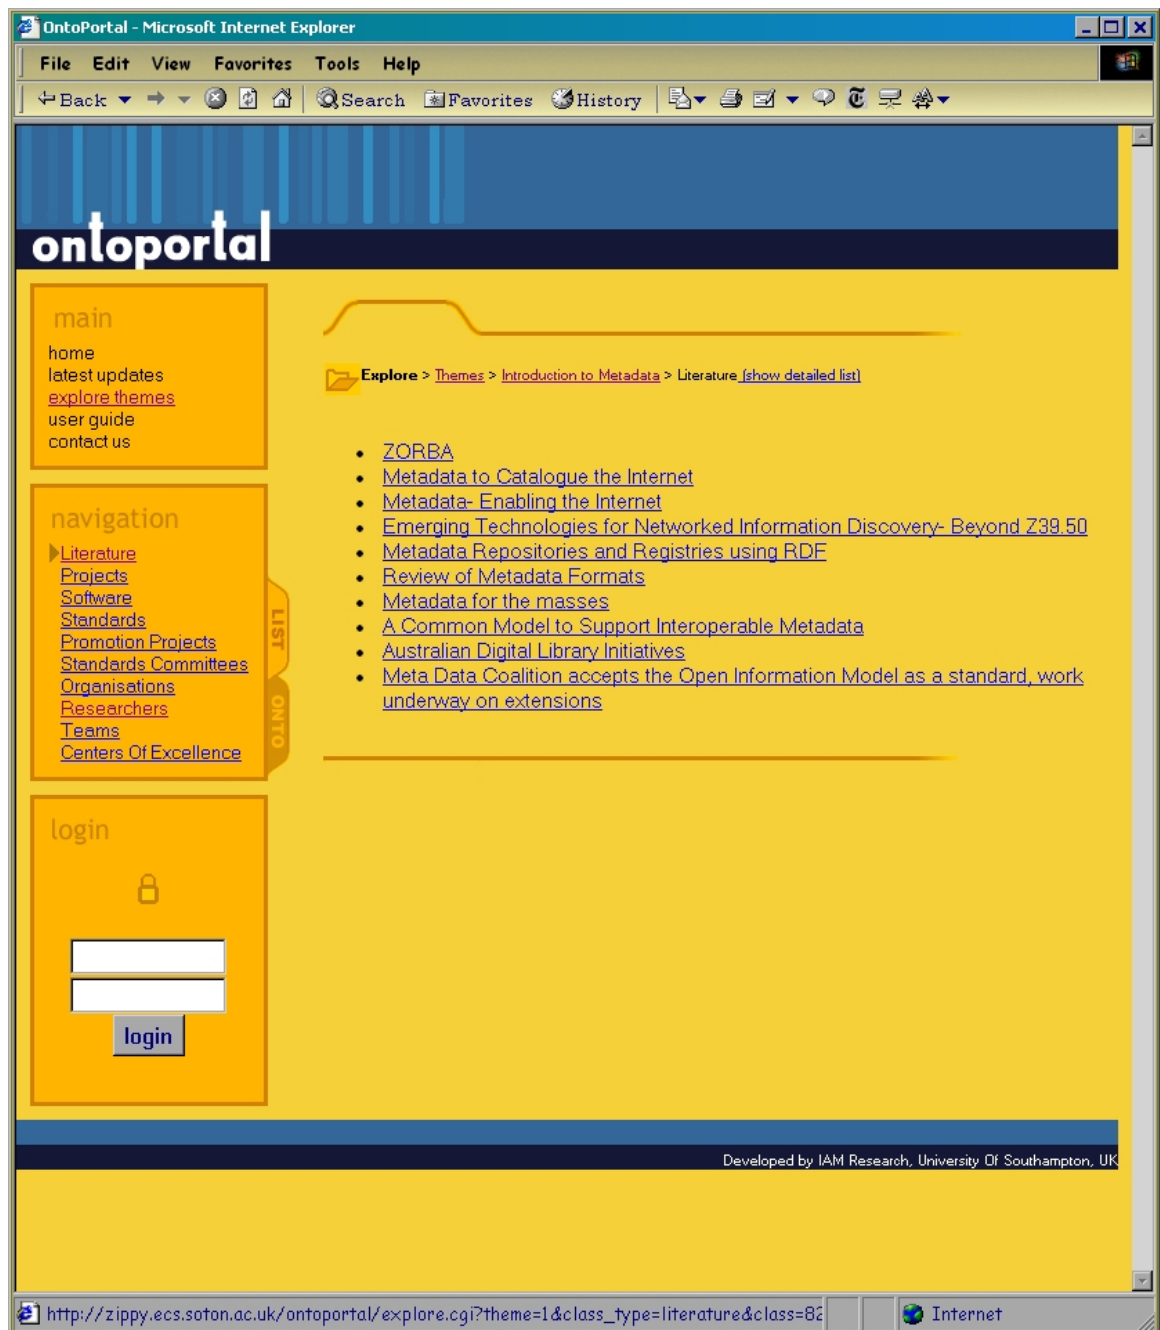 OntoPortal - Microsoft Internet Explorer
File Edit View Favorites Tools Help
Back Search Favorites History
ontoportal
main
home
latest updates
explore themes
user guide
contact us
Explore > Themes > Introduction to Metadata > Literature (show detailed list)
ZORBA
Metadata to Catalogue the Internet
Metadata- Enabling the Internet
Emerging Technologies for Networked Information Discovery- Beyond Z39.50
Metadata Repositories and Registries using RDF
Review of Metadata Formats
Metadata for the masses
A Common Model to Support Interoperable Metadata
Australian Digital Library Initiatives
Meta Data Coalition accepts the Open Information Model as a standard, work
underway on extensions
navigation
Literature
Projects
Software
Standards
Promotion Projects
Standards Committees
Organisations
Researchers
Teams
Centers Of Excellence
LIST
ONTO
login
login
Developed by IAM Research, University Of Southampton, UK
http://zippy.ecs.soton.ac.uk/ontoportal/explore.cgi?theme=1&class_type=literature&class=82
Internet